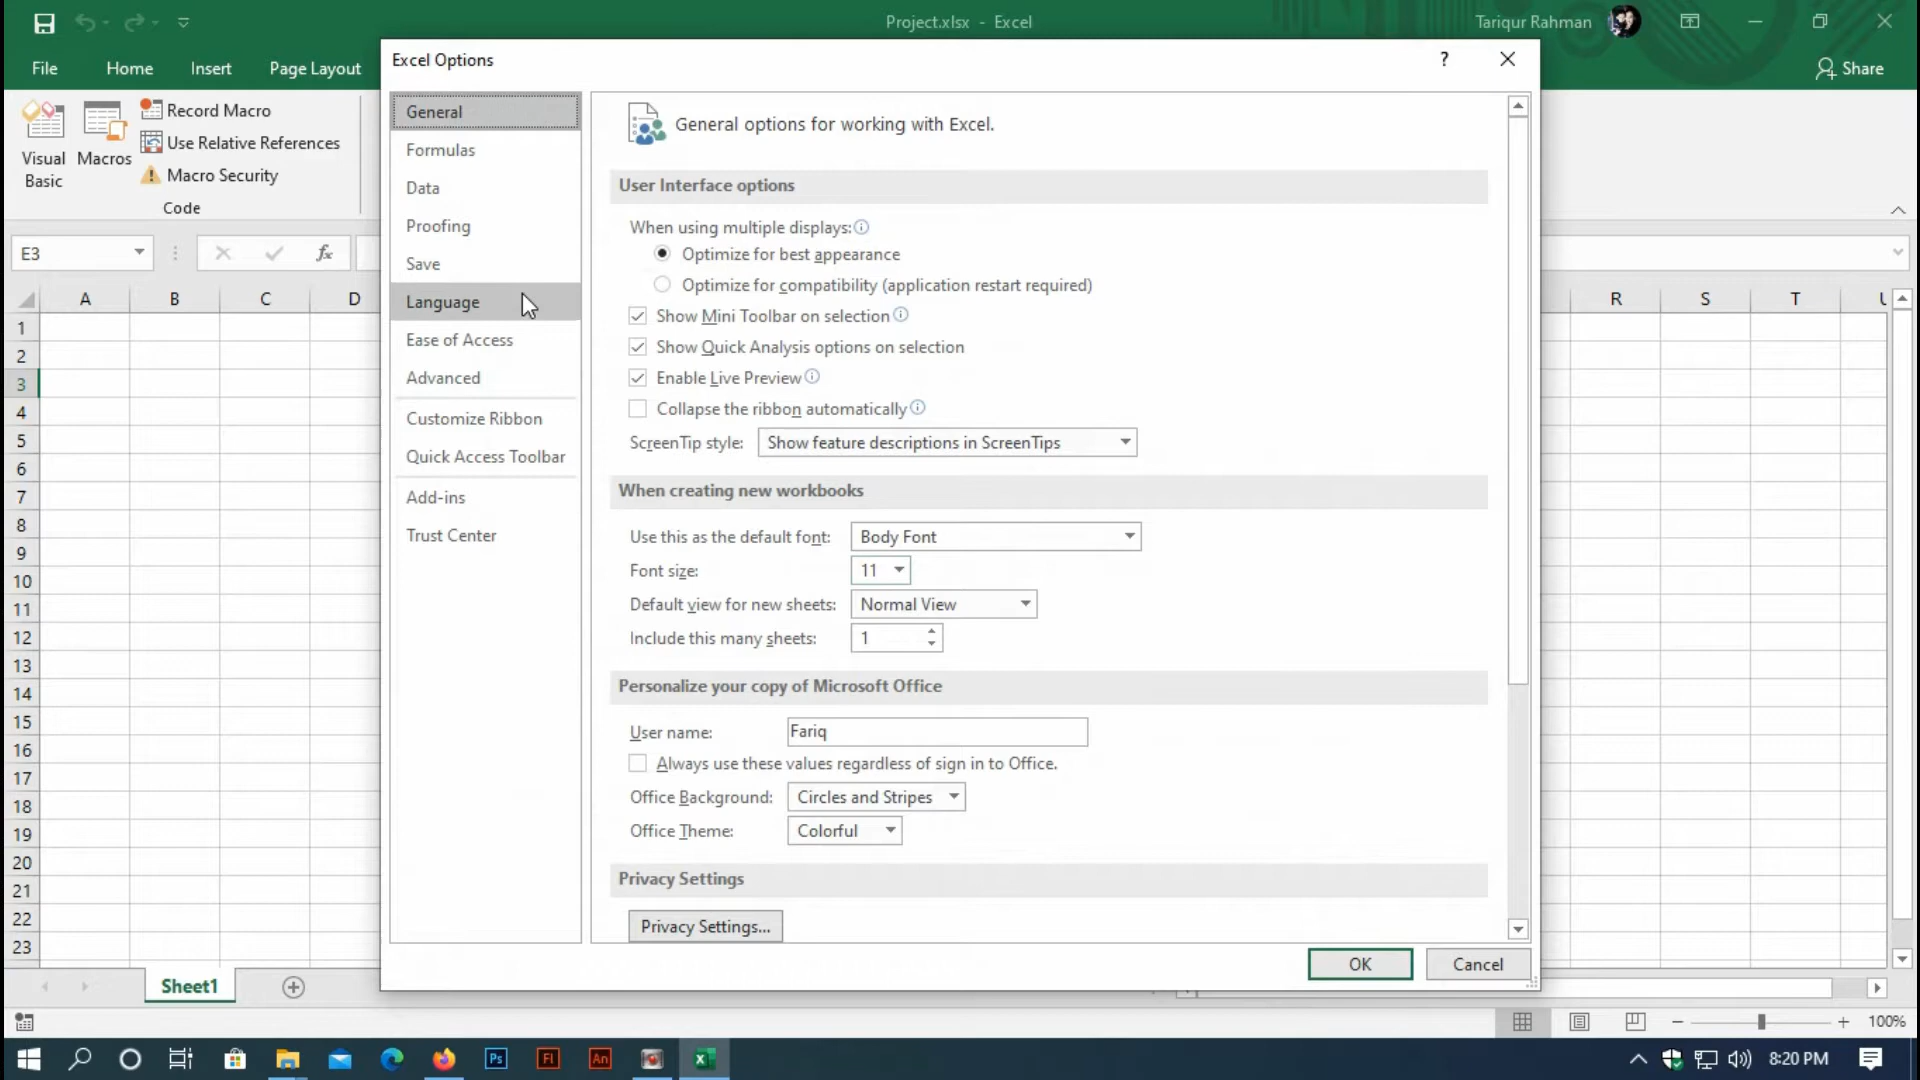 Project.xlsx - Excel
Tariqur Rahman
File
Home
Insert
Page Layout
Share
Visual Basic
Macros
Record Macro
Use Relative References
Macro Security
Code
E3
fx
A
B
C
D
R
S
T
1
2
3
4
5
6
7
8
9
10
11
12
13
14
15
16
17
18
19
20
21
22
23
Excel Options
?
General
Formulas
Data
Proofing
Save
Language
Ease of Access
Advanced
Customize Ribbon
Quick Access Toolbar
Add-ins
Trust Center
General options for working with Excel.
User Interface options
When using multiple displays:
Optimize for best appearance
Optimize for compatibility (application restart required)
Show Mini Toolbar on selection
Show Quick Analysis options on selection
Enable Live Preview
Collapse the ribbon automatically
ScreenTip style: Show feature descriptions in ScreenTips
When creating new workbooks
Use this as the default font: Body Font
Font size: 11
Default view for new sheets: Normal View
Include this many sheets: 1
Personalize your copy of Microsoft Office
User name: Fariq
Always use these values regardless of sign in to Office.
Office Background: Circles and Stripes
Office Theme: Colorful
Privacy Settings
Privacy Settings...
OK
Cancel
Sheet1
100%
Ps
Fl
An
8:20 PM